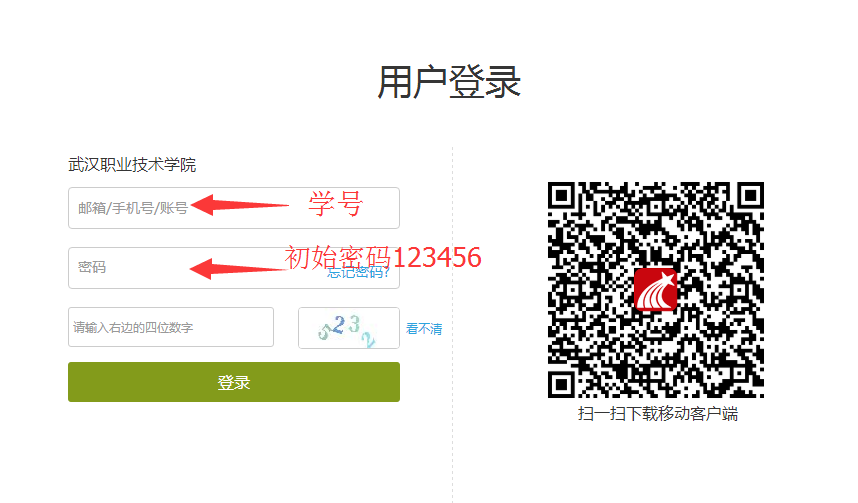 用户登录
武汉职业技术学院
邮箱/手机号/账号
学号
密码
初始密码123456
忘记密码?
请输入右边的四位数字
5232
看不清
登录
扫一扫下载移动客户端